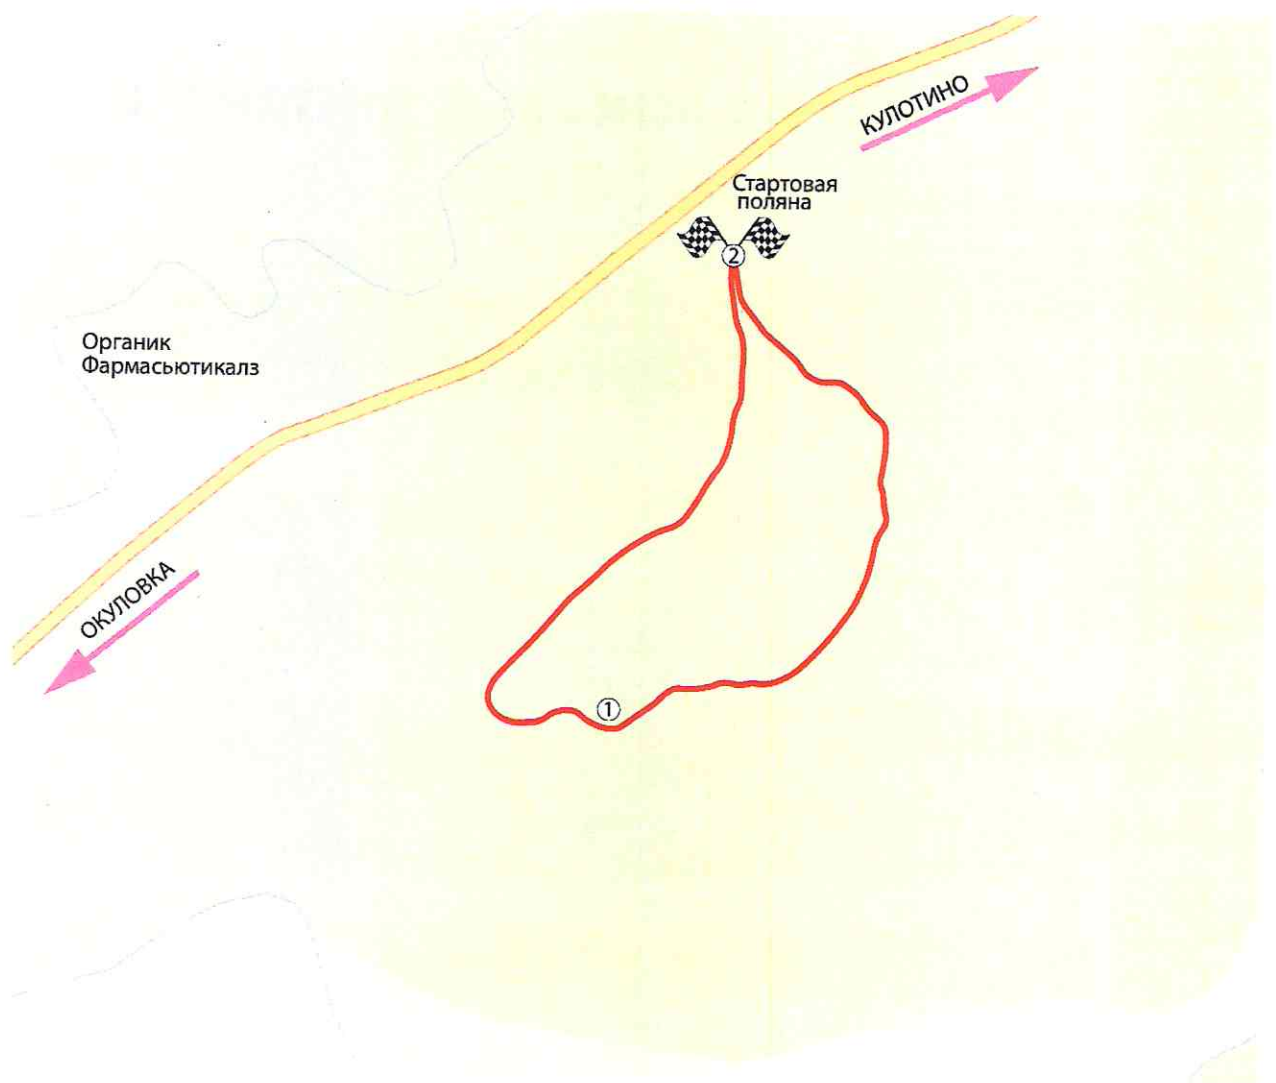 КУЛОТИНО
Стартовая
поляна
2
Органик
Фармасьютикалз
ОКУЛОВКА
1